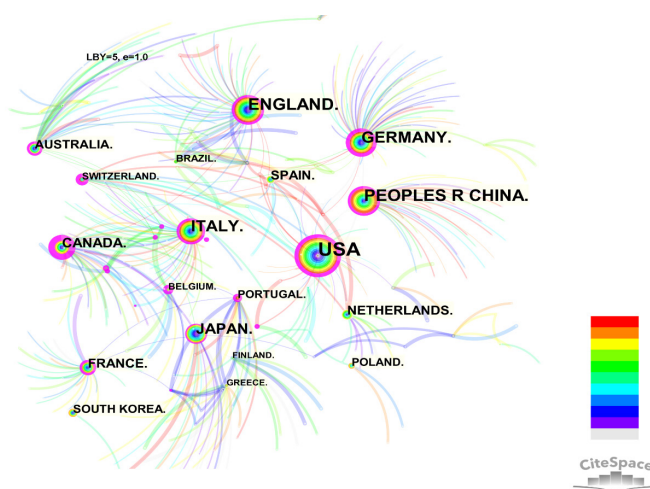 LBY=5, e=1.0
ENGLAND.
GERMANY.
AUSTRALIA.
BRAZIL.
SWITZERLAND.
SPAIN.
PEOPLES R CHINA.
ITALY.
CANADA.
USA
BELGIUM.
PORTUGAL.
NETHERLANDS.
JAPAN.
FINLAND.
FRANCE.
POLAND.
GREECE.
SOUTH KOREA.
CiteSpace